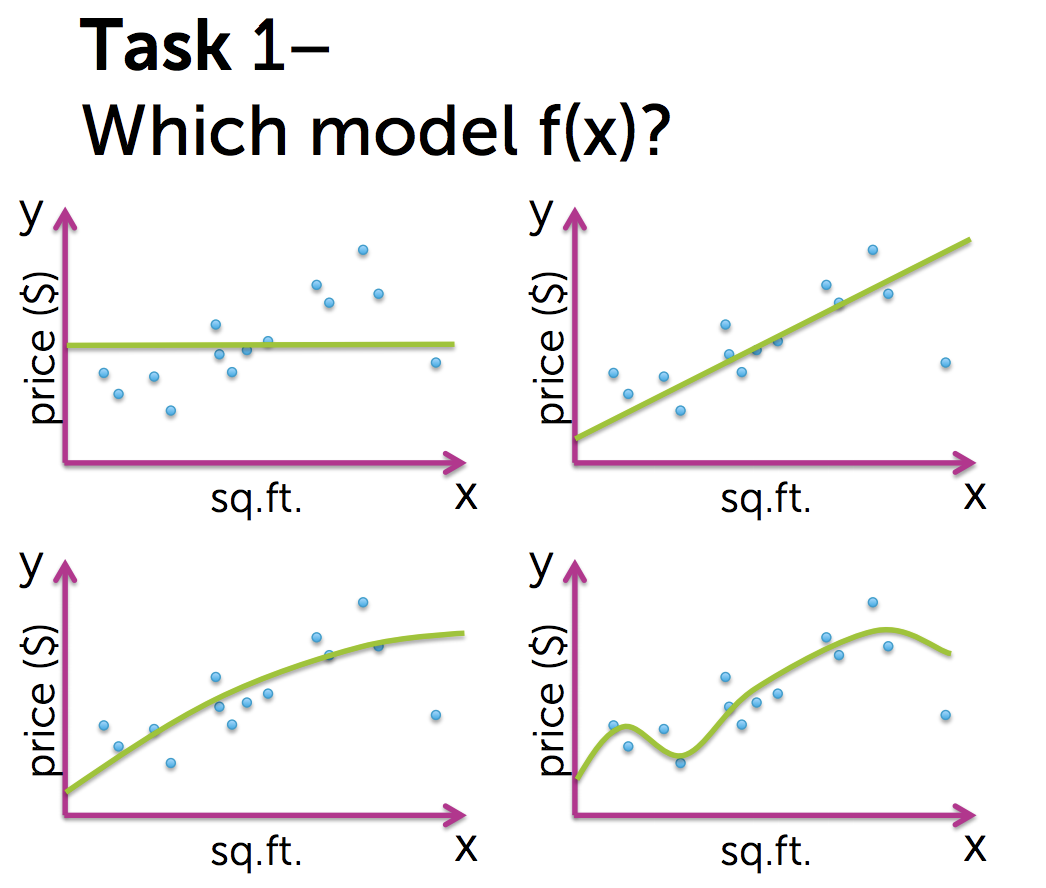 Task 1–
Which model f(x)?
y
price ($)
sq.ft.
x
y
price ($)
sq.ft.
x
y
price ($)
sq.ft.
x
y
price ($)
sq.ft.
x